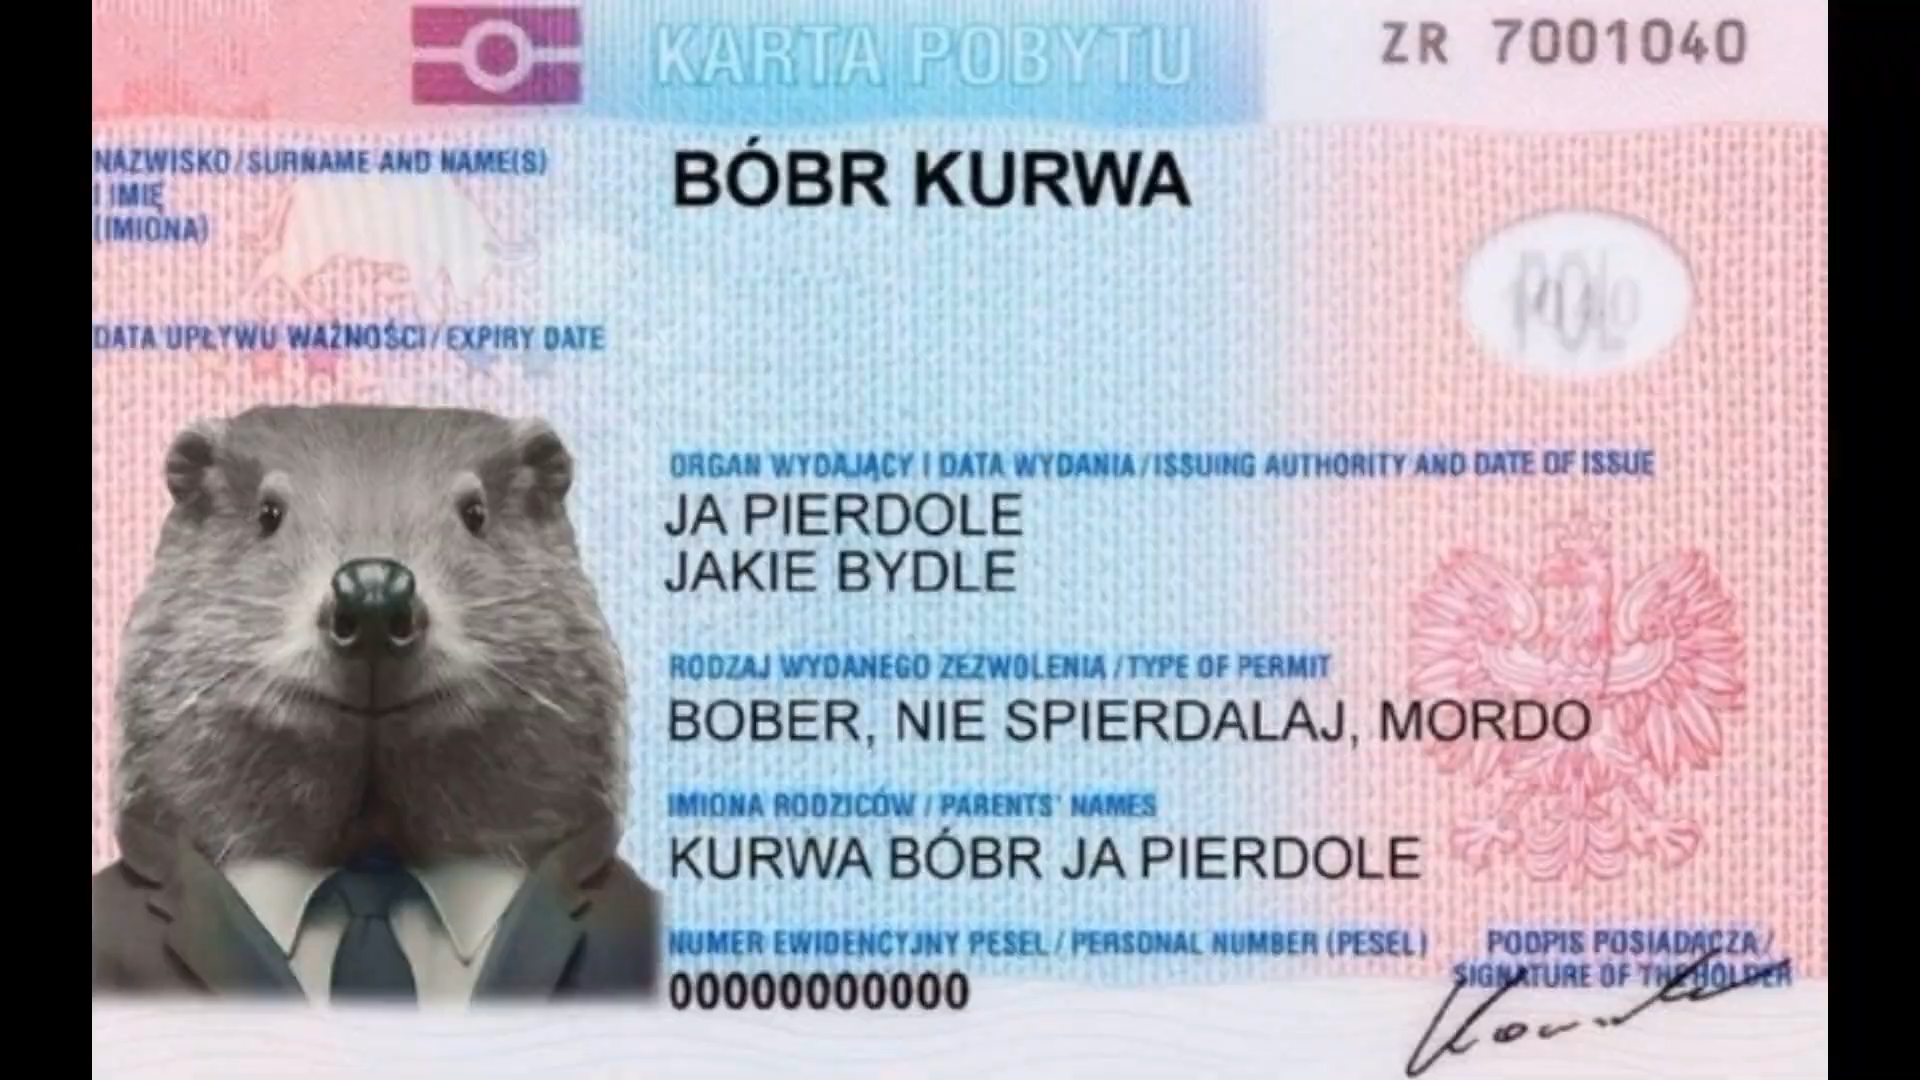 KARTA POBYTU
ZR 7001040
NAZWISKO / SURNAME AND NAME(S)
I IMIĘ
(IMIONA)
BÓBR KURWA
DATA UPŁYWU WAŻNOŚCI / EXPIRY DATE
ORGAN WYDAJĄCY I DATA WYDANIA / ISSUING AUTHORITY AND DATE OF ISSUE
JA PIERDOLE
JAKIE BYDLE
RODZAJ WYDANEGO ZEZWOLENIA / TYPE OF PERMIT
BOBER, NIE SPIERDALAJ, MORDO
IMIONA RODZICÓW / PARENTS' NAMES
KURWA BÓBR JA PIERDOLE
NUMER EWIDENCYJNY PESEL / PERSONAL NUMBER (PESEL)
00000000000
PODPIS POSIADACZA /
SIGNATURE OF THE HOLDER